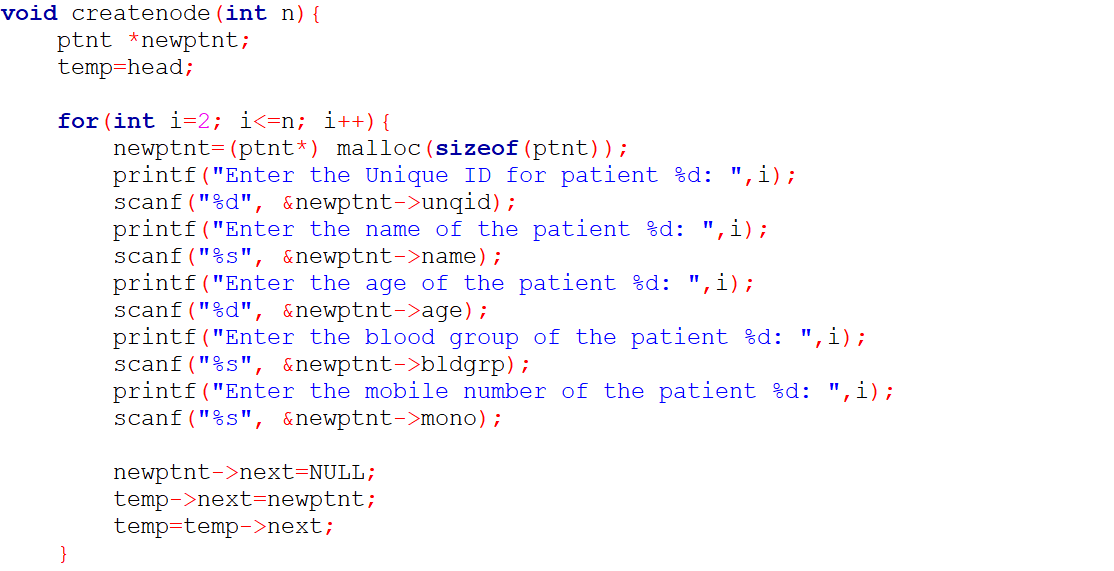 void createnode(int n){
    ptnt *newptnt;
    temp=head;

    for(int i=2; i<=n; i++){
        newptnt=(ptnt*) malloc(sizeof(ptnt));
        printf("Enter the Unique ID for patient %d: ",i);
        scanf("%d", &newptnt->unqid);
        printf("Enter the name of the patient %d: ",i);
        scanf("%s", &newptnt->name);
        printf("Enter the age of the patient %d: ",i);
        scanf("%d", &newptnt->age);
        printf("Enter the blood group of the patient %d: ",i);
        scanf("%s", &newptnt->bldgrp);
        printf("Enter the mobile number of the patient %d: ",i);
        scanf("%s", &newptnt->mono);

        newptnt->next=NULL;
        temp->next=newptnt;
        temp=temp->next;
    }